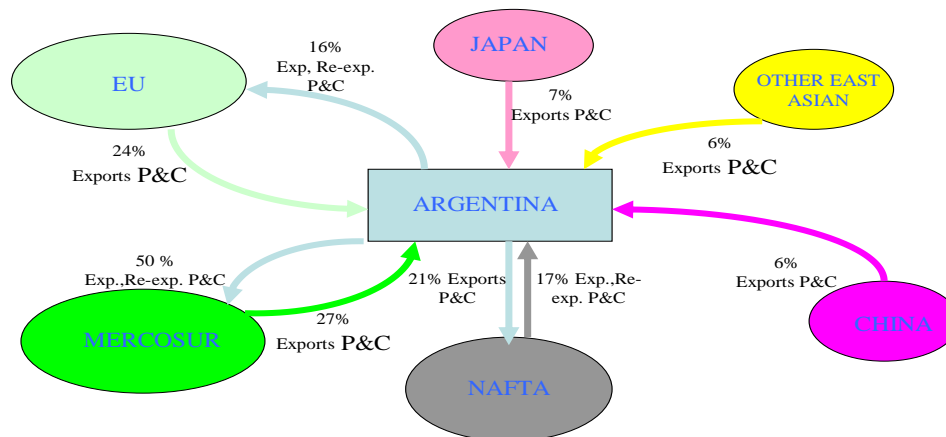 16%
Exp, Re-exp.
P&C
EU
JAPAN
OTHER EAST
ASIAN
7%
Exports P&C
24%
Exports P&C
6%
Exports P&C
ARGENTINA
50 %
Exp.,Re-exp. P&C
21% Exports
P&C
17% Exp.,Re-
exp. P&C
6%
Exports P&C
27%
Exports P&C
MERCOSUR
NAFTA
CHINA